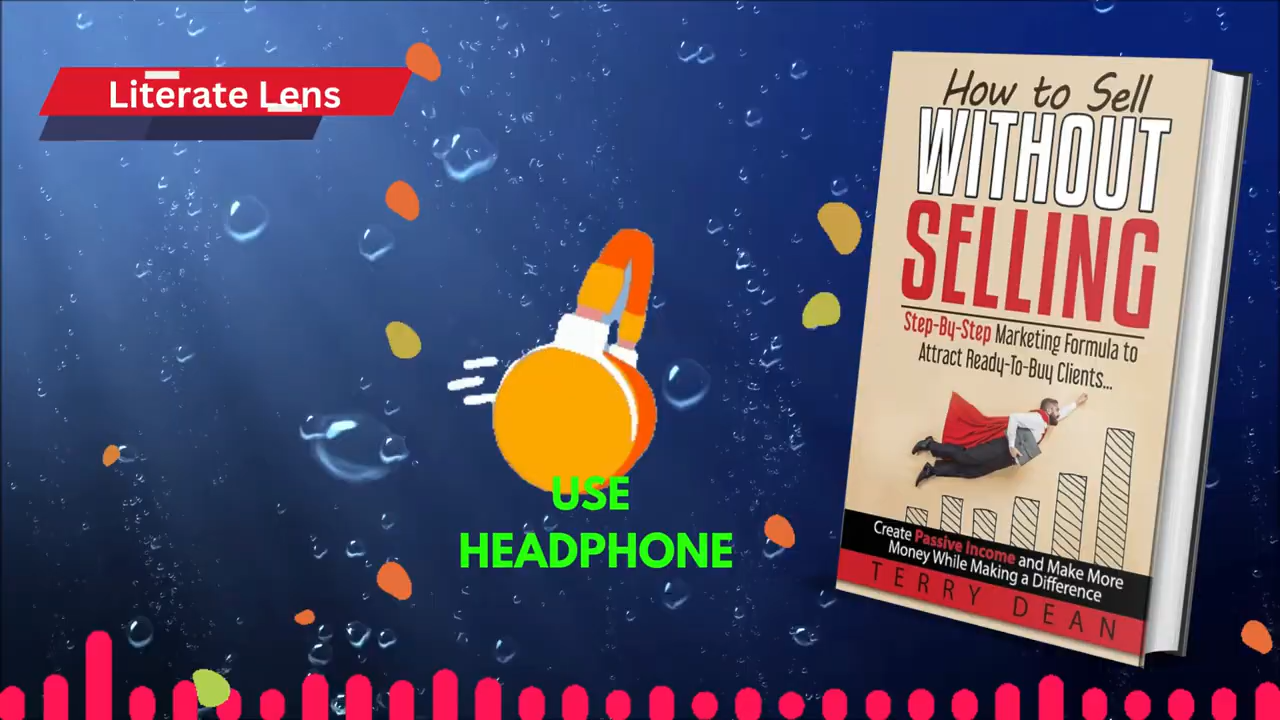 Literate Lens
How to Sell
WITHOUT
SELLING
Step-By-Step Marketing Formula to
Attract Ready-To-Buy Clients...
Create Passive Income and Make More
Money While Making a Difference
TERRY DEAN
USE
HEADPHONE